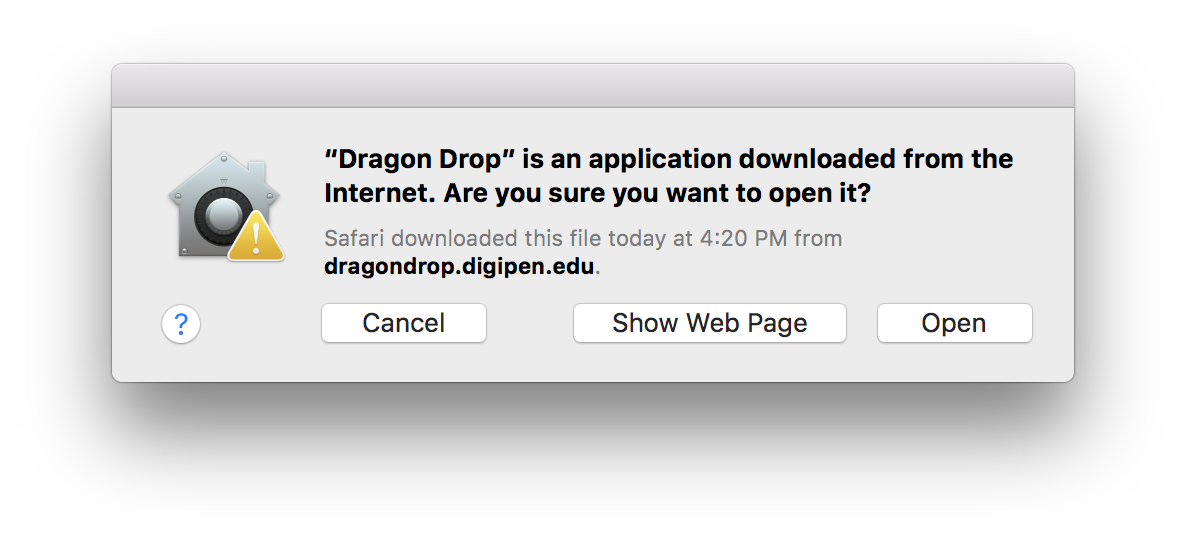 “Dragon Drop” is an application downloaded from the
Internet. Are you sure you want to open it?
Safari downloaded this file today at 4:20 PM from
dragondrop.digipen.edu.
?
Cancel
Show Web Page
Open